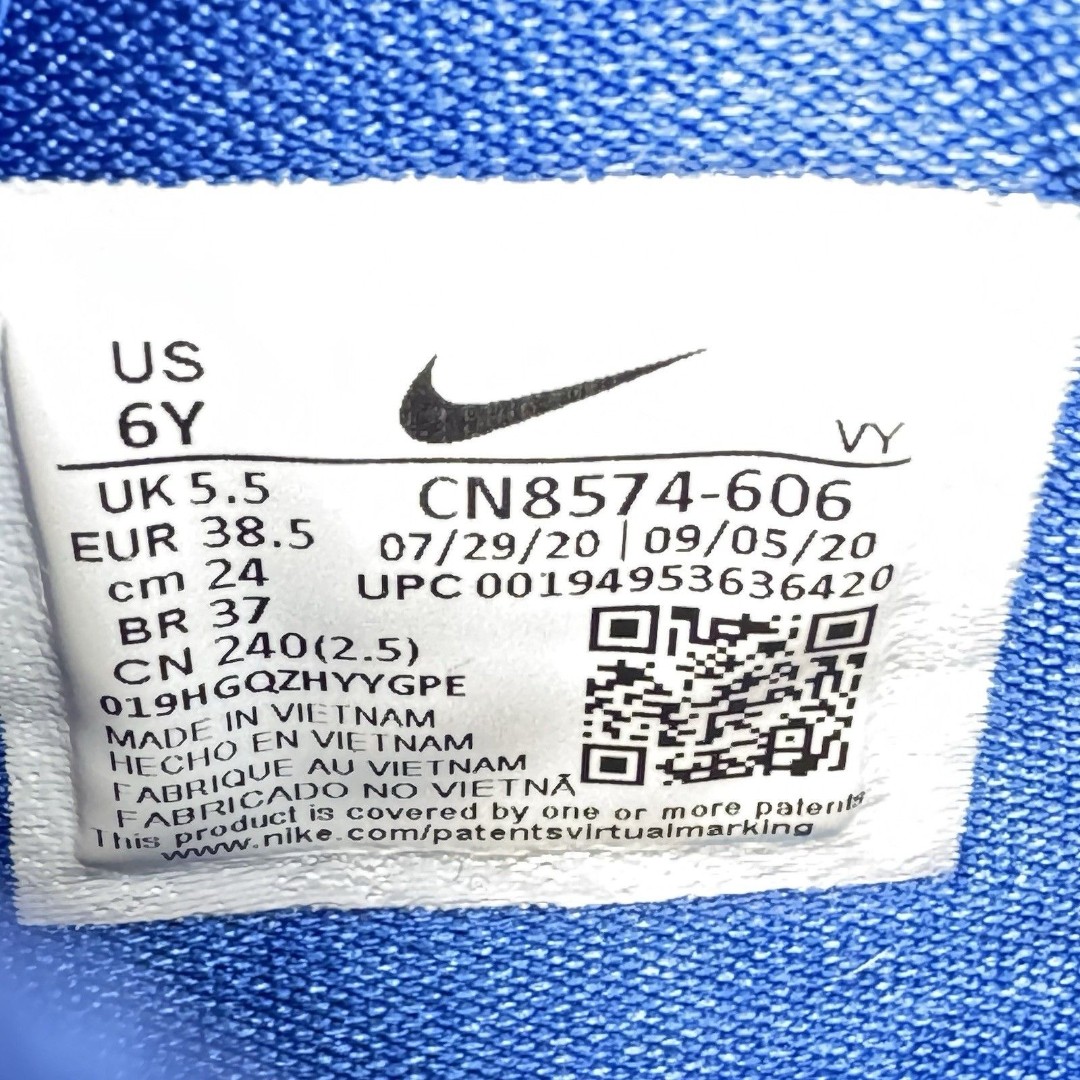 US
6Y
VY
UK 5.5
EUR 38.5
cm 24
BR 37
CN 240(2.5)
CN8574-606
07/29/20 | 09/05/20
UPC 00194953636420
019HGQZHYYGPE
MADE IN VIETNAM
HECHO EN VIETNAM
FABRIQUE AU VIETNAM
FABRICADO NO VIETNÃ
This product is covered by one or more patents
www.nike.com/patentsvirtualmarking